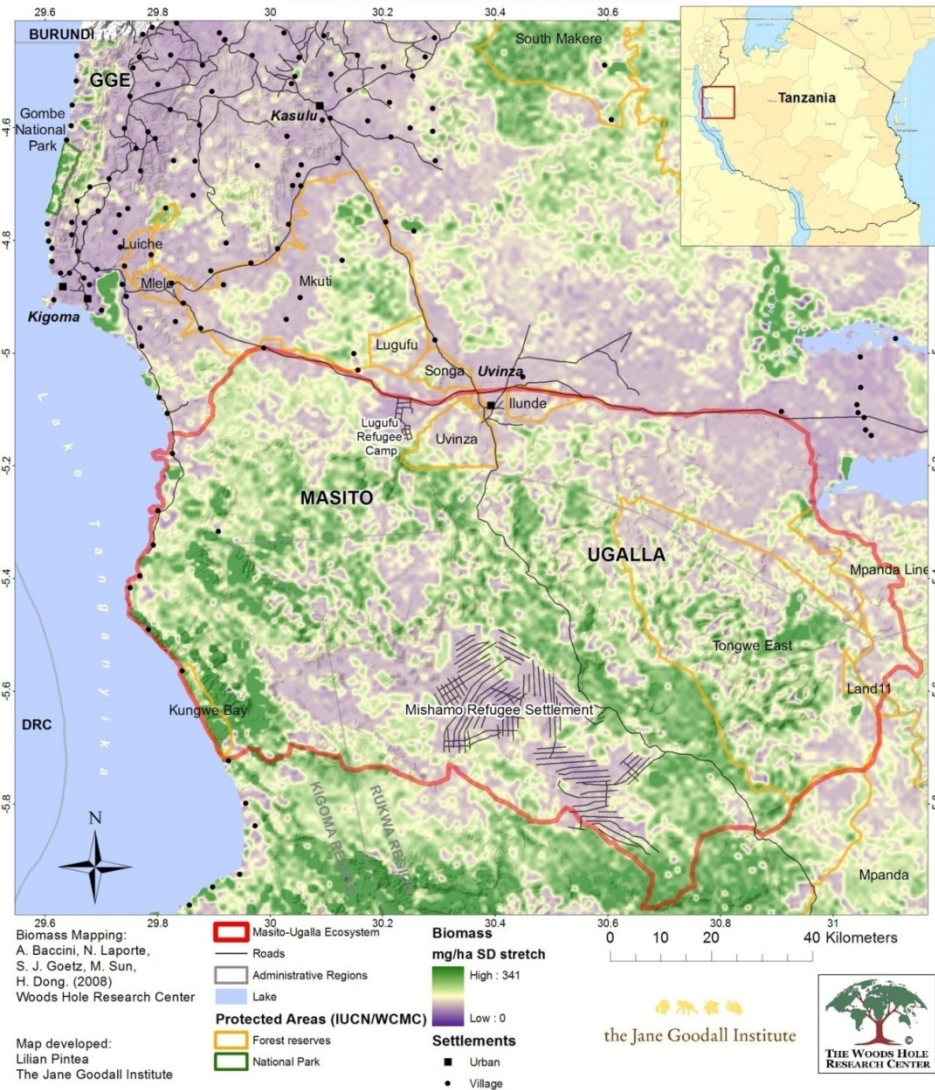 29.6 29.8 30 30.2 30.4 30.6
BURUNDI
GGE
South Makere
Tanzania
Kasulu
Gombe
National
Park
-4.6
Luiche
-4.8
Mlele
Mkuti
Kigoma
Lugufu
-5
Songa
Uvinza
Ilunde
Lugufu
Refugee
Camp
Uvinza
-5.2
Lake Tanganyika
MASITO
UGALLA
-5.4
Mpanda Line
Tongwe East
-5.6
Land11
Kungwe Bay
Mishamo Refugee Settlement
DRC
-5.8
KIGOMA REGION
RUKWA REGION
N
Mpanda
29.6 29.8 30 30.2 30.4 30.6 30.8 31
Biomass Mapping:
A. Baccini, N. Laporte,
S. J. Goetz, M. Sun,
H. Dong. (2008)
Woods Hole Research Center
Map developed:
Lilian Pintea
The Jane Goodall Institute
Masito-Ugalla Ecosystem
Roads
Administrative Regions
Lake
Protected Areas (IUCN/WCMC)
Forest reserves
National Park
Biomass
mg/ha SD stretch
High : 341
Low : 0
Settlements
Urban
Village
0 10 20 40 Kilometers
the Jane Goodall Institute
©
THE WOODS HOLE
RESEARCH CENTER